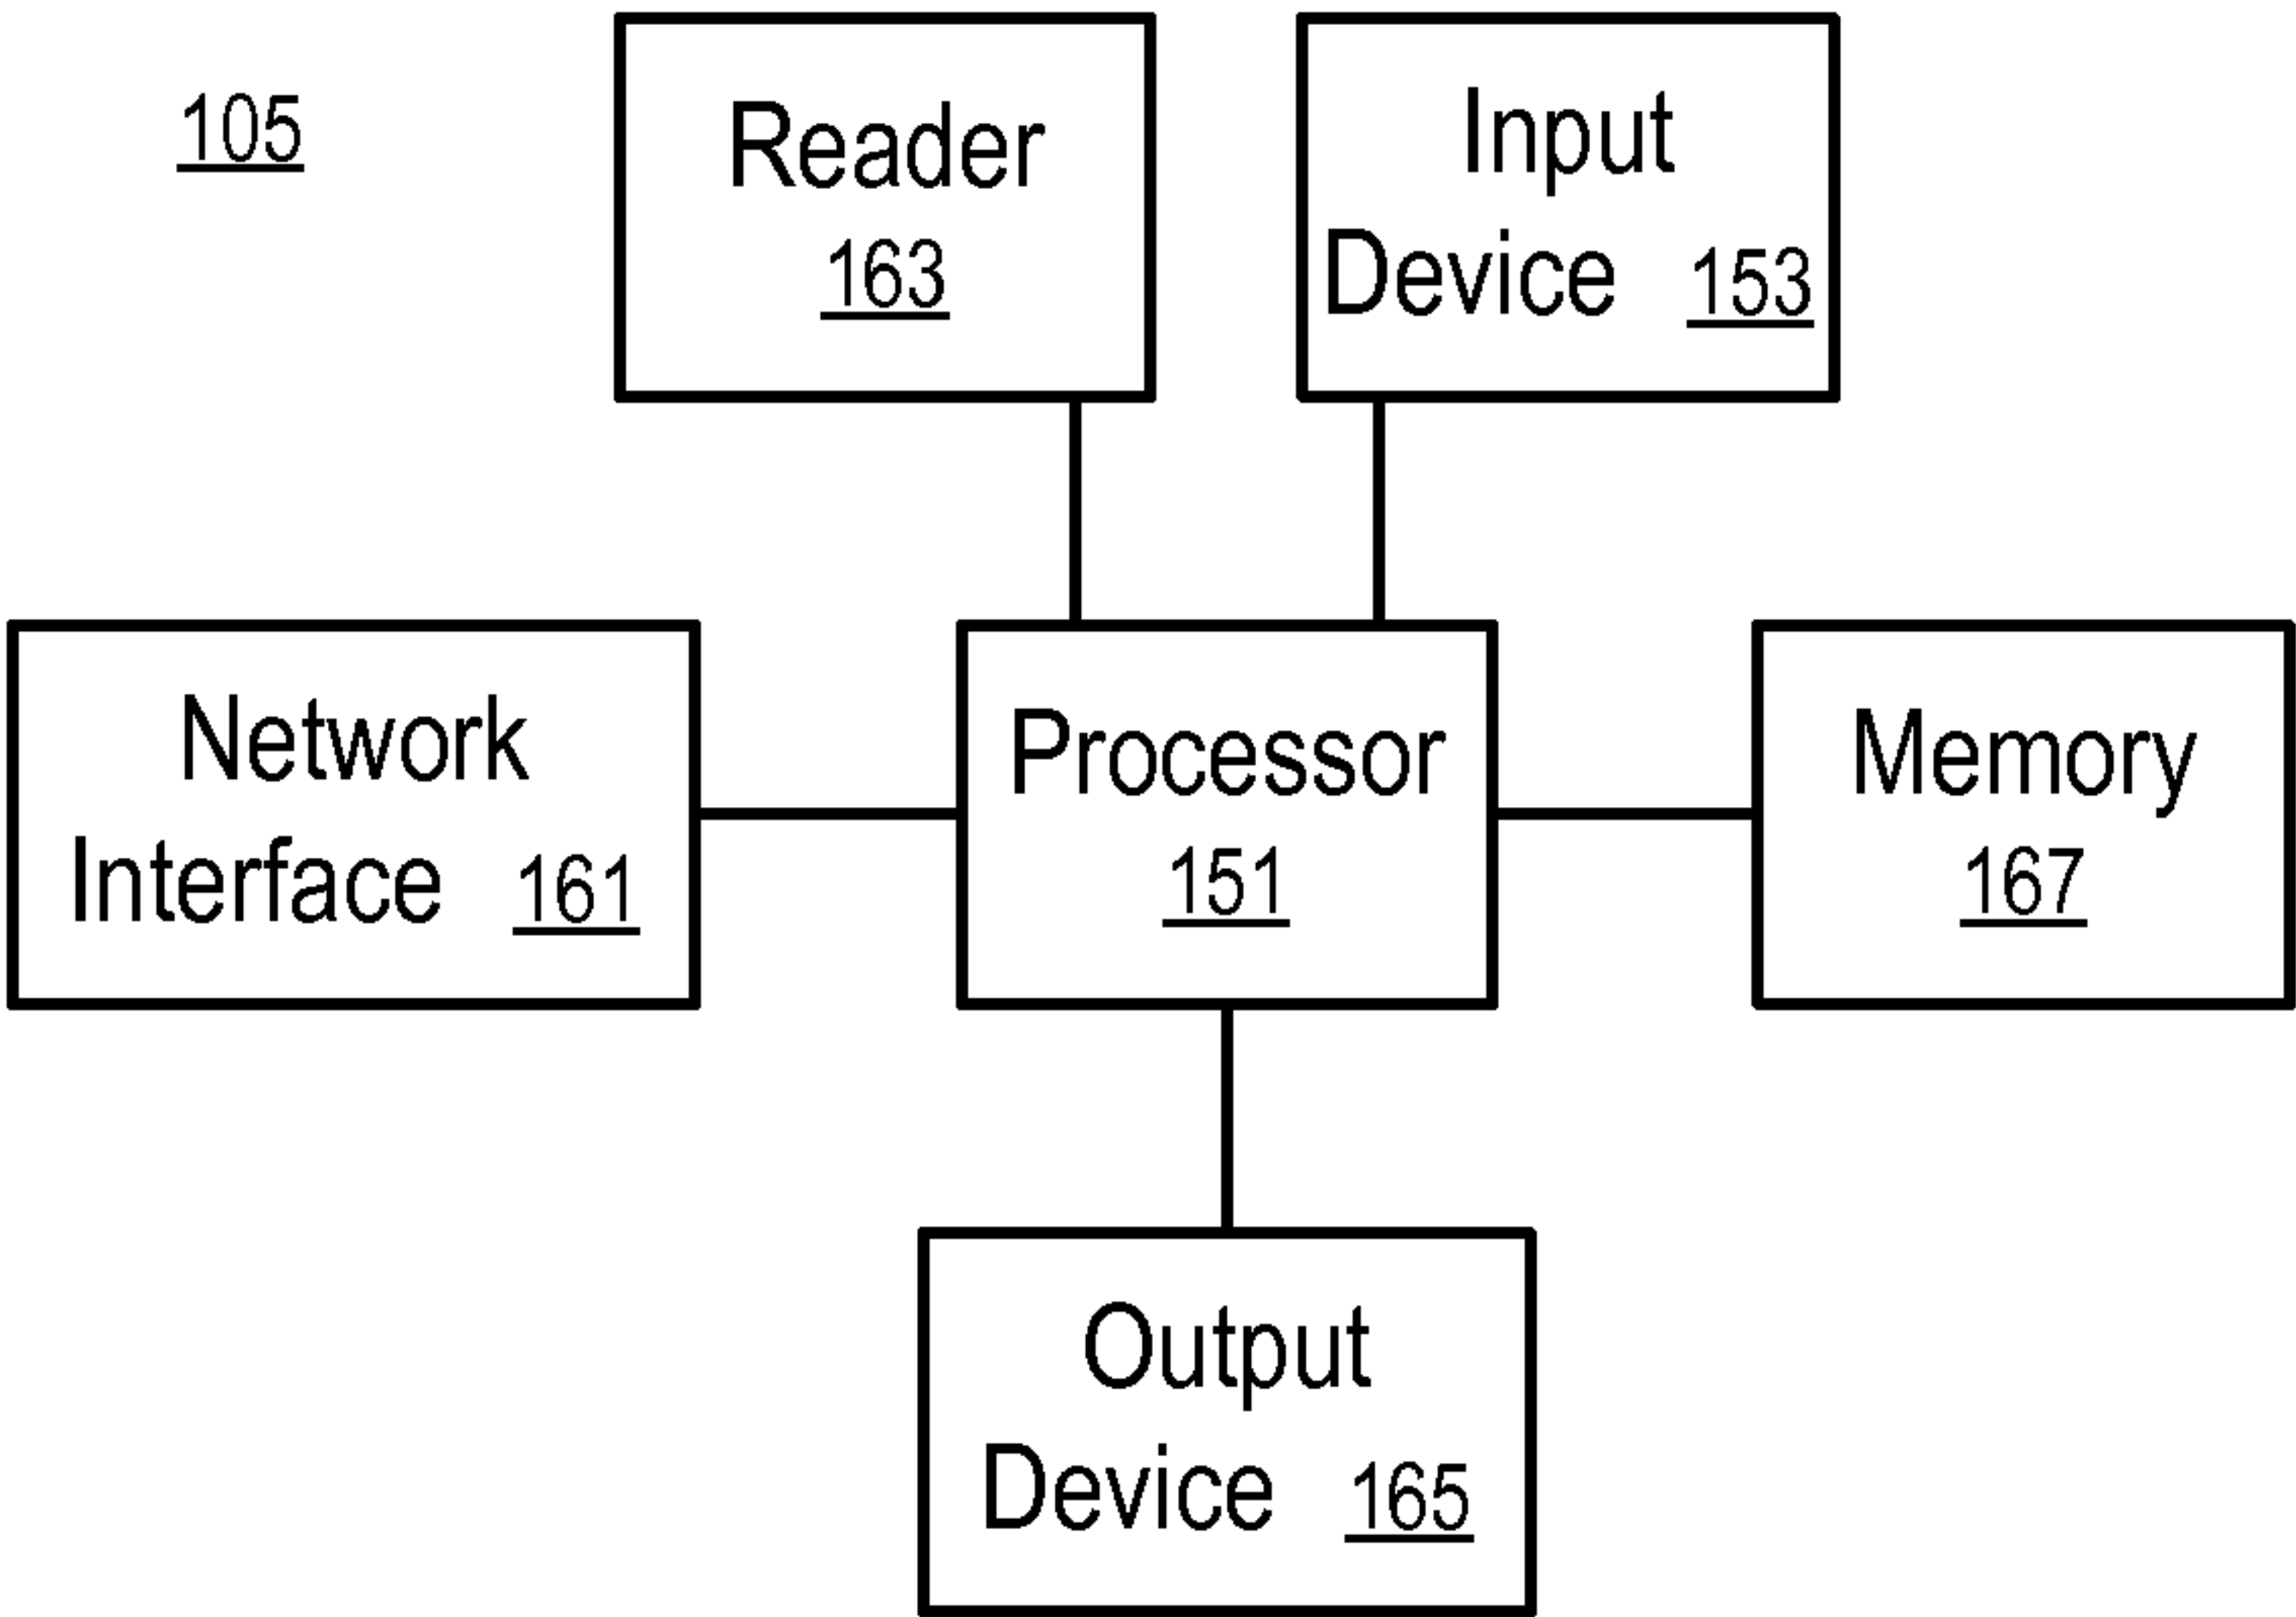 105
Reader
163
Input
Device 153
Network
Interface 161
Processor
151
Memory
167
Output
Device 165